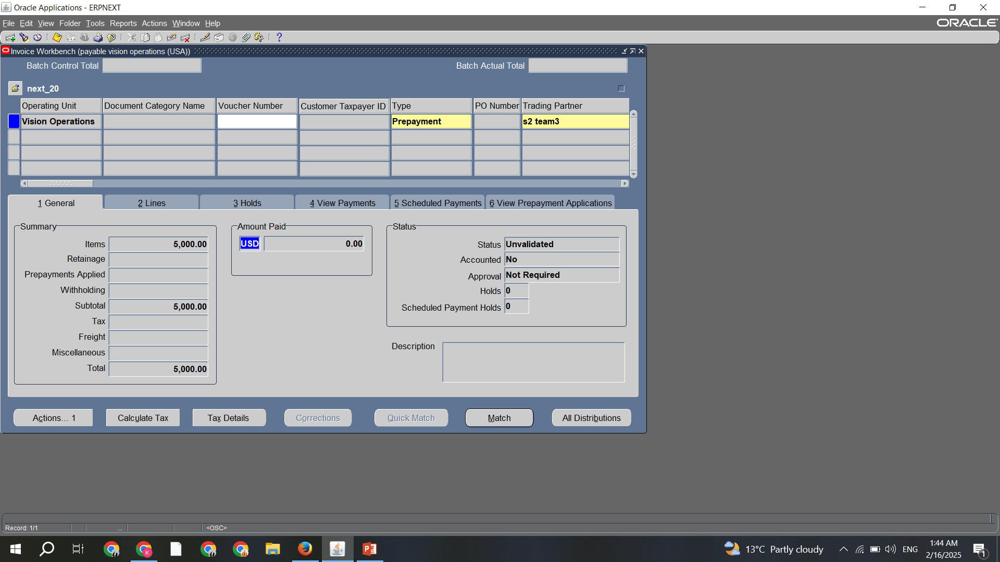 Oracle Applications - ERPNEXT
File Edit View Folder Tools Reports Actions Window Help
ORACLE
Invoice Workbench (payable vision operations (USA))
Batch Control Total
Batch Actual Total
next_20
Operating Unit Document Category Name Voucher Number Customer Taxpayer ID Type PO Number Trading Partner
Vision Operations Prepayment s2 team3
1 General 2 Lines 3 Holds 4 View Payments 5 Scheduled Payments 6 View Prepayment Applications
Summary
Items 5,000.00
Retainage
Prepayments Applied
Withholding
Subtotal 5,000.00
Tax
Freight
Miscellaneous
Total 5,000.00
Amount Paid
USD 0.00
Status
Status Unvalidated
Accounted No
Approval Not Required
Holds 0
Scheduled Payment Holds 0
Description
Actions... 1 Calculate Tax Tax Details Corrections Quick Match Match All Distributions
Record: 1/1 ... <OSC>
13°C Partly cloudy ENG
1:44 AM
2/16/2025
1